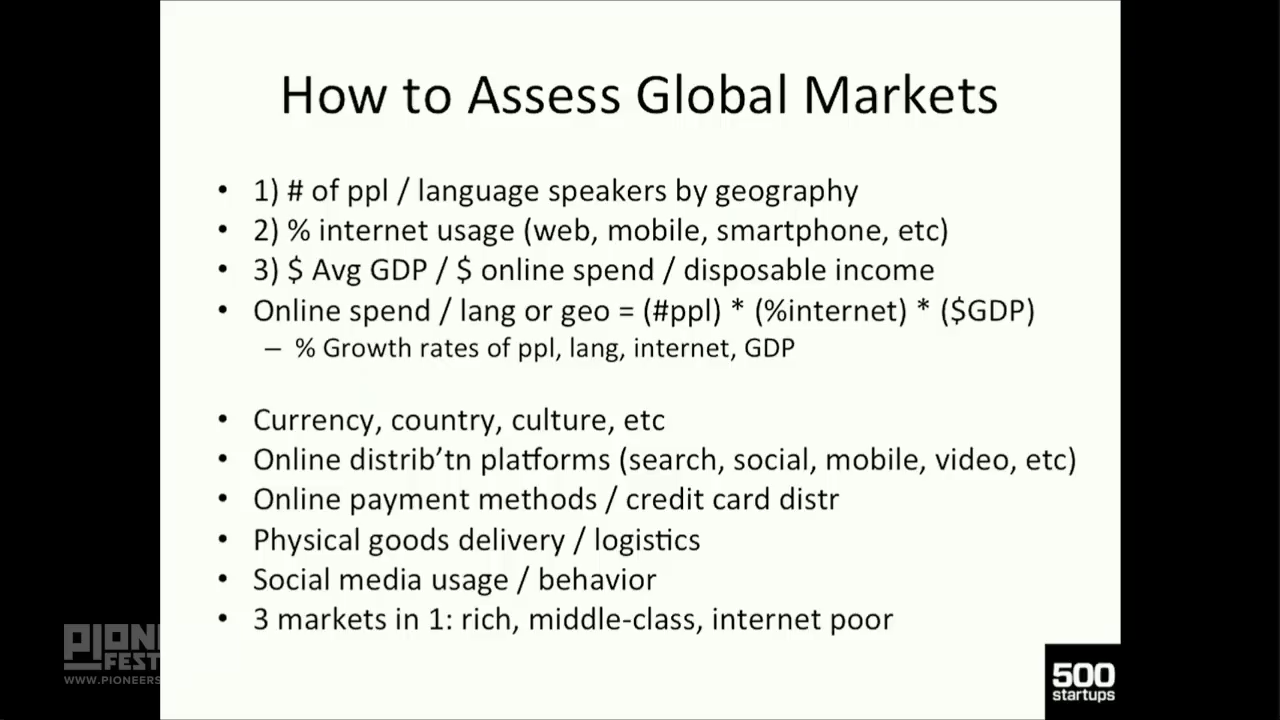 How to Assess Global Markets
• 1) # of ppl / language speakers by geography
• 2) % internet usage (web, mobile, smartphone, etc)
• 3) $ Avg GDP / $ online spend / disposable income
• Online spend / lang or geo = (#ppl) * (%internet) * ($GDP)
– % Growth rates of ppl, lang, internet, GDP
• Currency, country, culture, etc
• Online distrib’tn platforms (search, social, mobile, video, etc)
• Online payment methods / credit card distr
• Physical goods delivery / logistics
• Social media usage / behavior
• 3 markets in 1: rich, middle-class, internet poor
PIONE
FEST
WWW.PIONEERS
500
startups